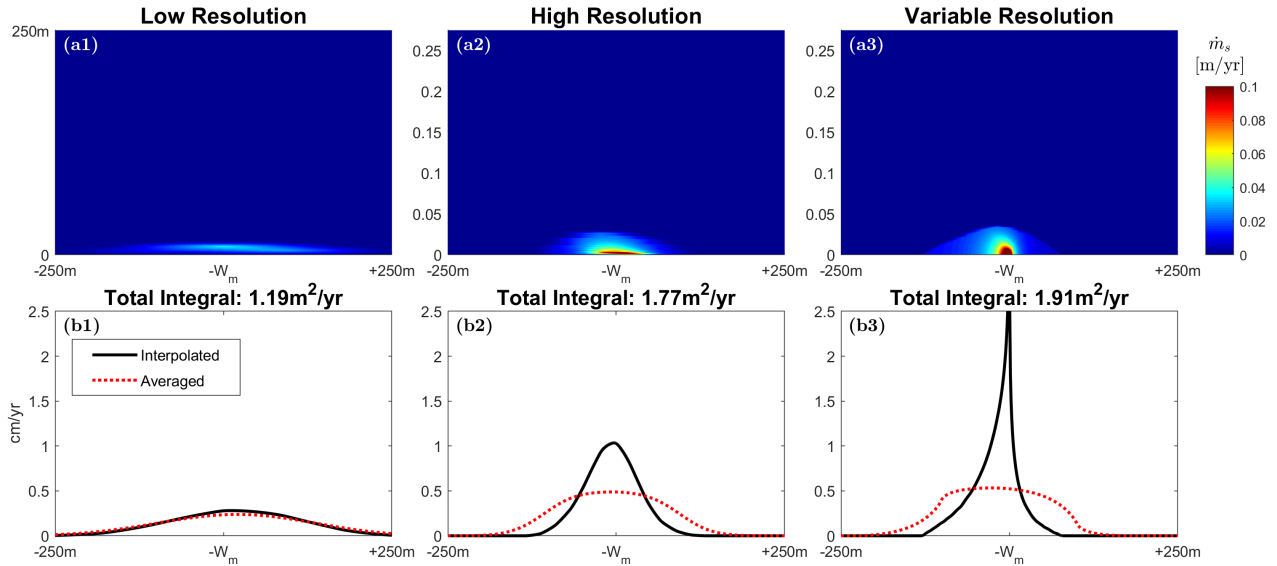 Low Resolution
High Resolution
Variable Resolution
250m
(a1)
0
-250m
-Wm
+250m
(a2)
0.25
0.2
0.15
0.1
0.05
0
-250m
-Wm
+250m
(a3)
0.25
0.2
0.15
0.1
0.05
0
-250m
-Wm
+250m
ṁs
[m/yr]
0.1
0.08
0.06
0.04
0.02
0
Total Integral: 1.19m²/yr
Total Integral: 1.77m²/yr
Total Integral: 1.91m²/yr
(b1)
2.5
2
1.5
1
0.5
0
cm/yr
Interpolated
Averaged
-250m
-Wm
+250m
(b2)
2.5
2
1.5
1
0.5
0
-250m
-Wm
+250m
(b3)
2.5
2
1.5
1
0.5
0
-250m
-Wm
+250m